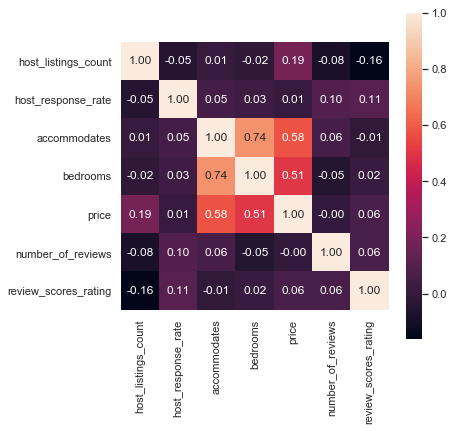 host_listings_count 1.00 -0.05 0.01 -0.02 0.19 -0.08 -0.16
host_response_rate -0.05 1.00 0.05 0.03 0.01 0.10 0.11
accommodates 0.01 0.05 1.00 0.74 0.58 0.06 -0.01
bedrooms -0.02 0.03 0.74 1.00 0.51 -0.05 0.02
price 0.19 0.01 0.58 0.51 1.00 -0.00 0.06
number_of_reviews -0.08 0.10 0.06 -0.05 -0.00 1.00 0.06
review_scores_rating -0.16 0.11 -0.01 0.02 0.06 0.06 1.00
host_listings_count
host_response_rate
accommodates
bedrooms
price
number_of_reviews
review_scores_rating
1.0
0.8
0.6
0.4
0.2
0.0